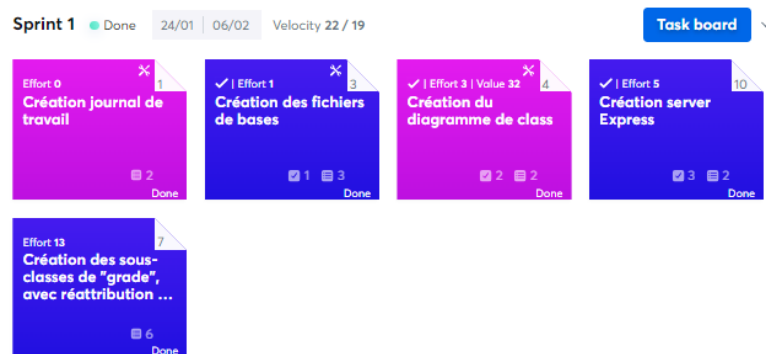 Sprint 1 Done 24/01 06/02 Velocity 22 / 19 Task board
1
Effort 0
Création journal de
travail
2
Done
3
| Effort 1
Création des fichiers
de bases
1 3
Done
4
| Effort 3 | Value 32
Création du
diagramme de class
2 2
Done
10
| Effort 5
Création server
Express
3 2
Done
7
Effort 13
Création des sous-
classes de "grade",
avec réattribution ...
6
Done